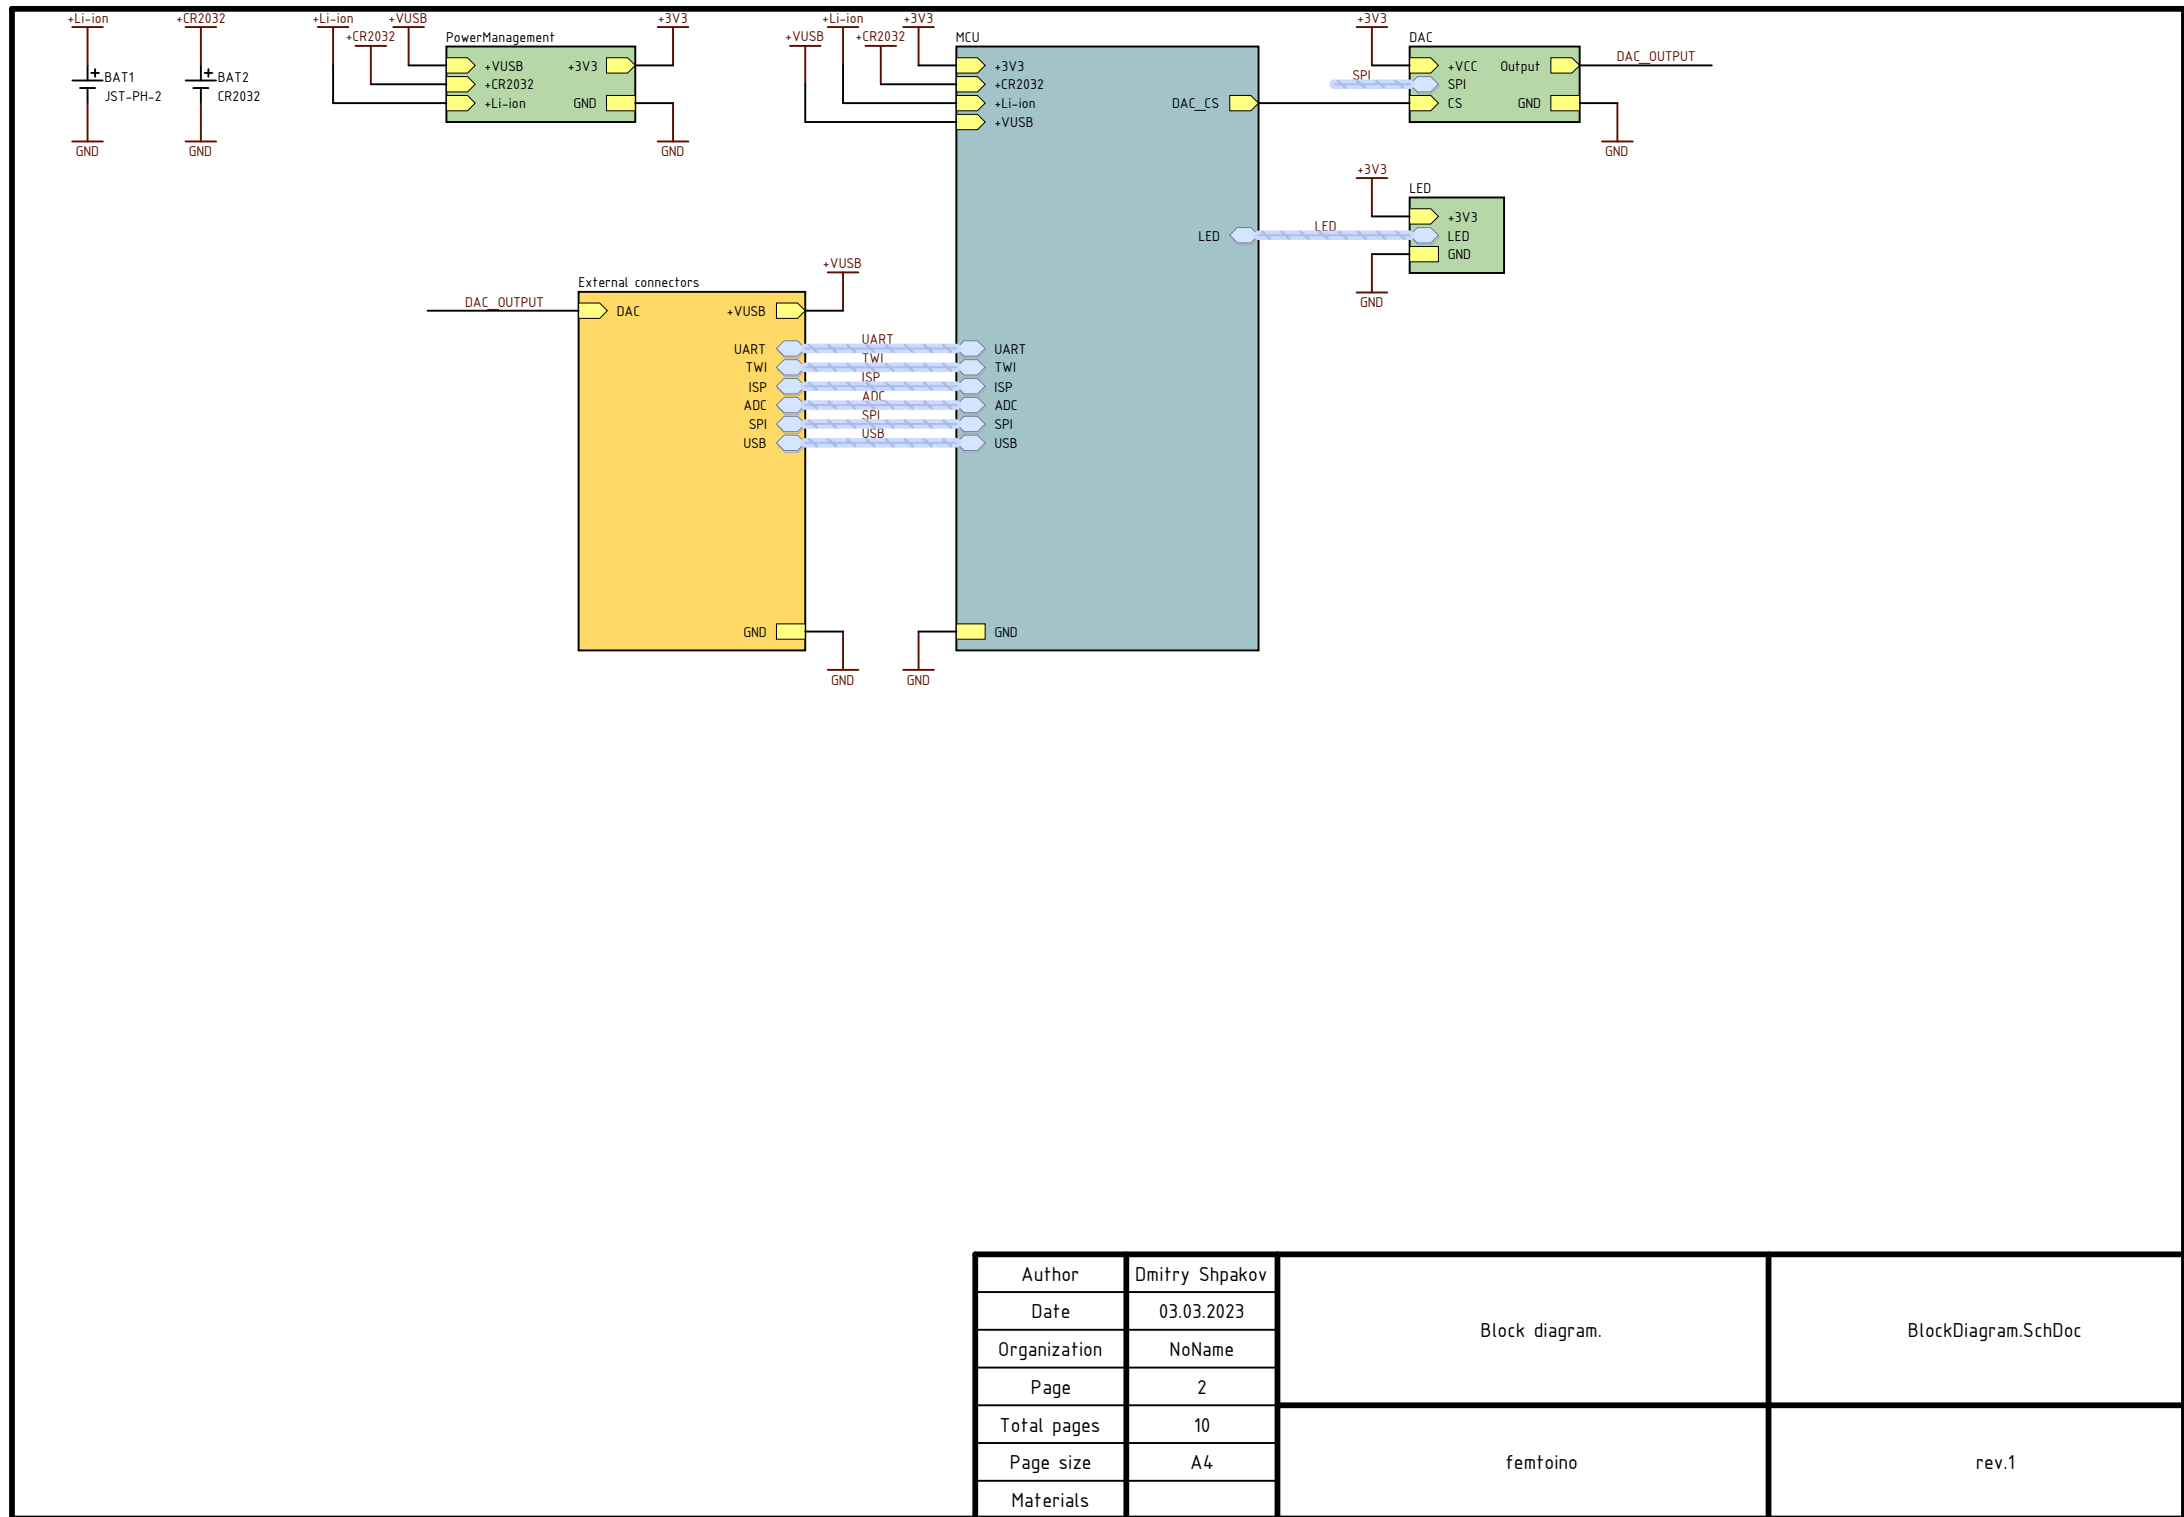 +Li-ion
BAT1
JST-PH-2
GND
+CR2032
BAT2
CR2032
GND
+Li-ion
+CR2032
+VUSB
PowerManagement
+VUSB
+CR2032
+Li-ion
+3V3
GND
+3V3
GND
+VUSB
+Li-ion
+CR2032
+3V3
MCU
+3V3
+CR2032
+Li-ion
+VUSB
DAC_CS
LED
UART
TWI
ISP
ADC
SPI
USB
GND
GND
+3V3
SPI
DAC
+VCC
SPI
CS
Output
GND
DAC_OUTPUT
GND
+3V3
LED
LED
+3V3
LED
GND
GND
DAC_OUTPUT
External connectors
DAC
+VUSB
UART
TWI
ISP
ADC
SPI
USB
GND
+VUSB
UART
TWI
ISP
ADC
SPI
USB
GND
Author
Dmitry Shpakov
Date
03.03.2023
Organization
NoName
Page
2
Total pages
10
Page size
A4
Materials
Block diagram.
BlockDiagram.SchDoc
femtoino
rev.1